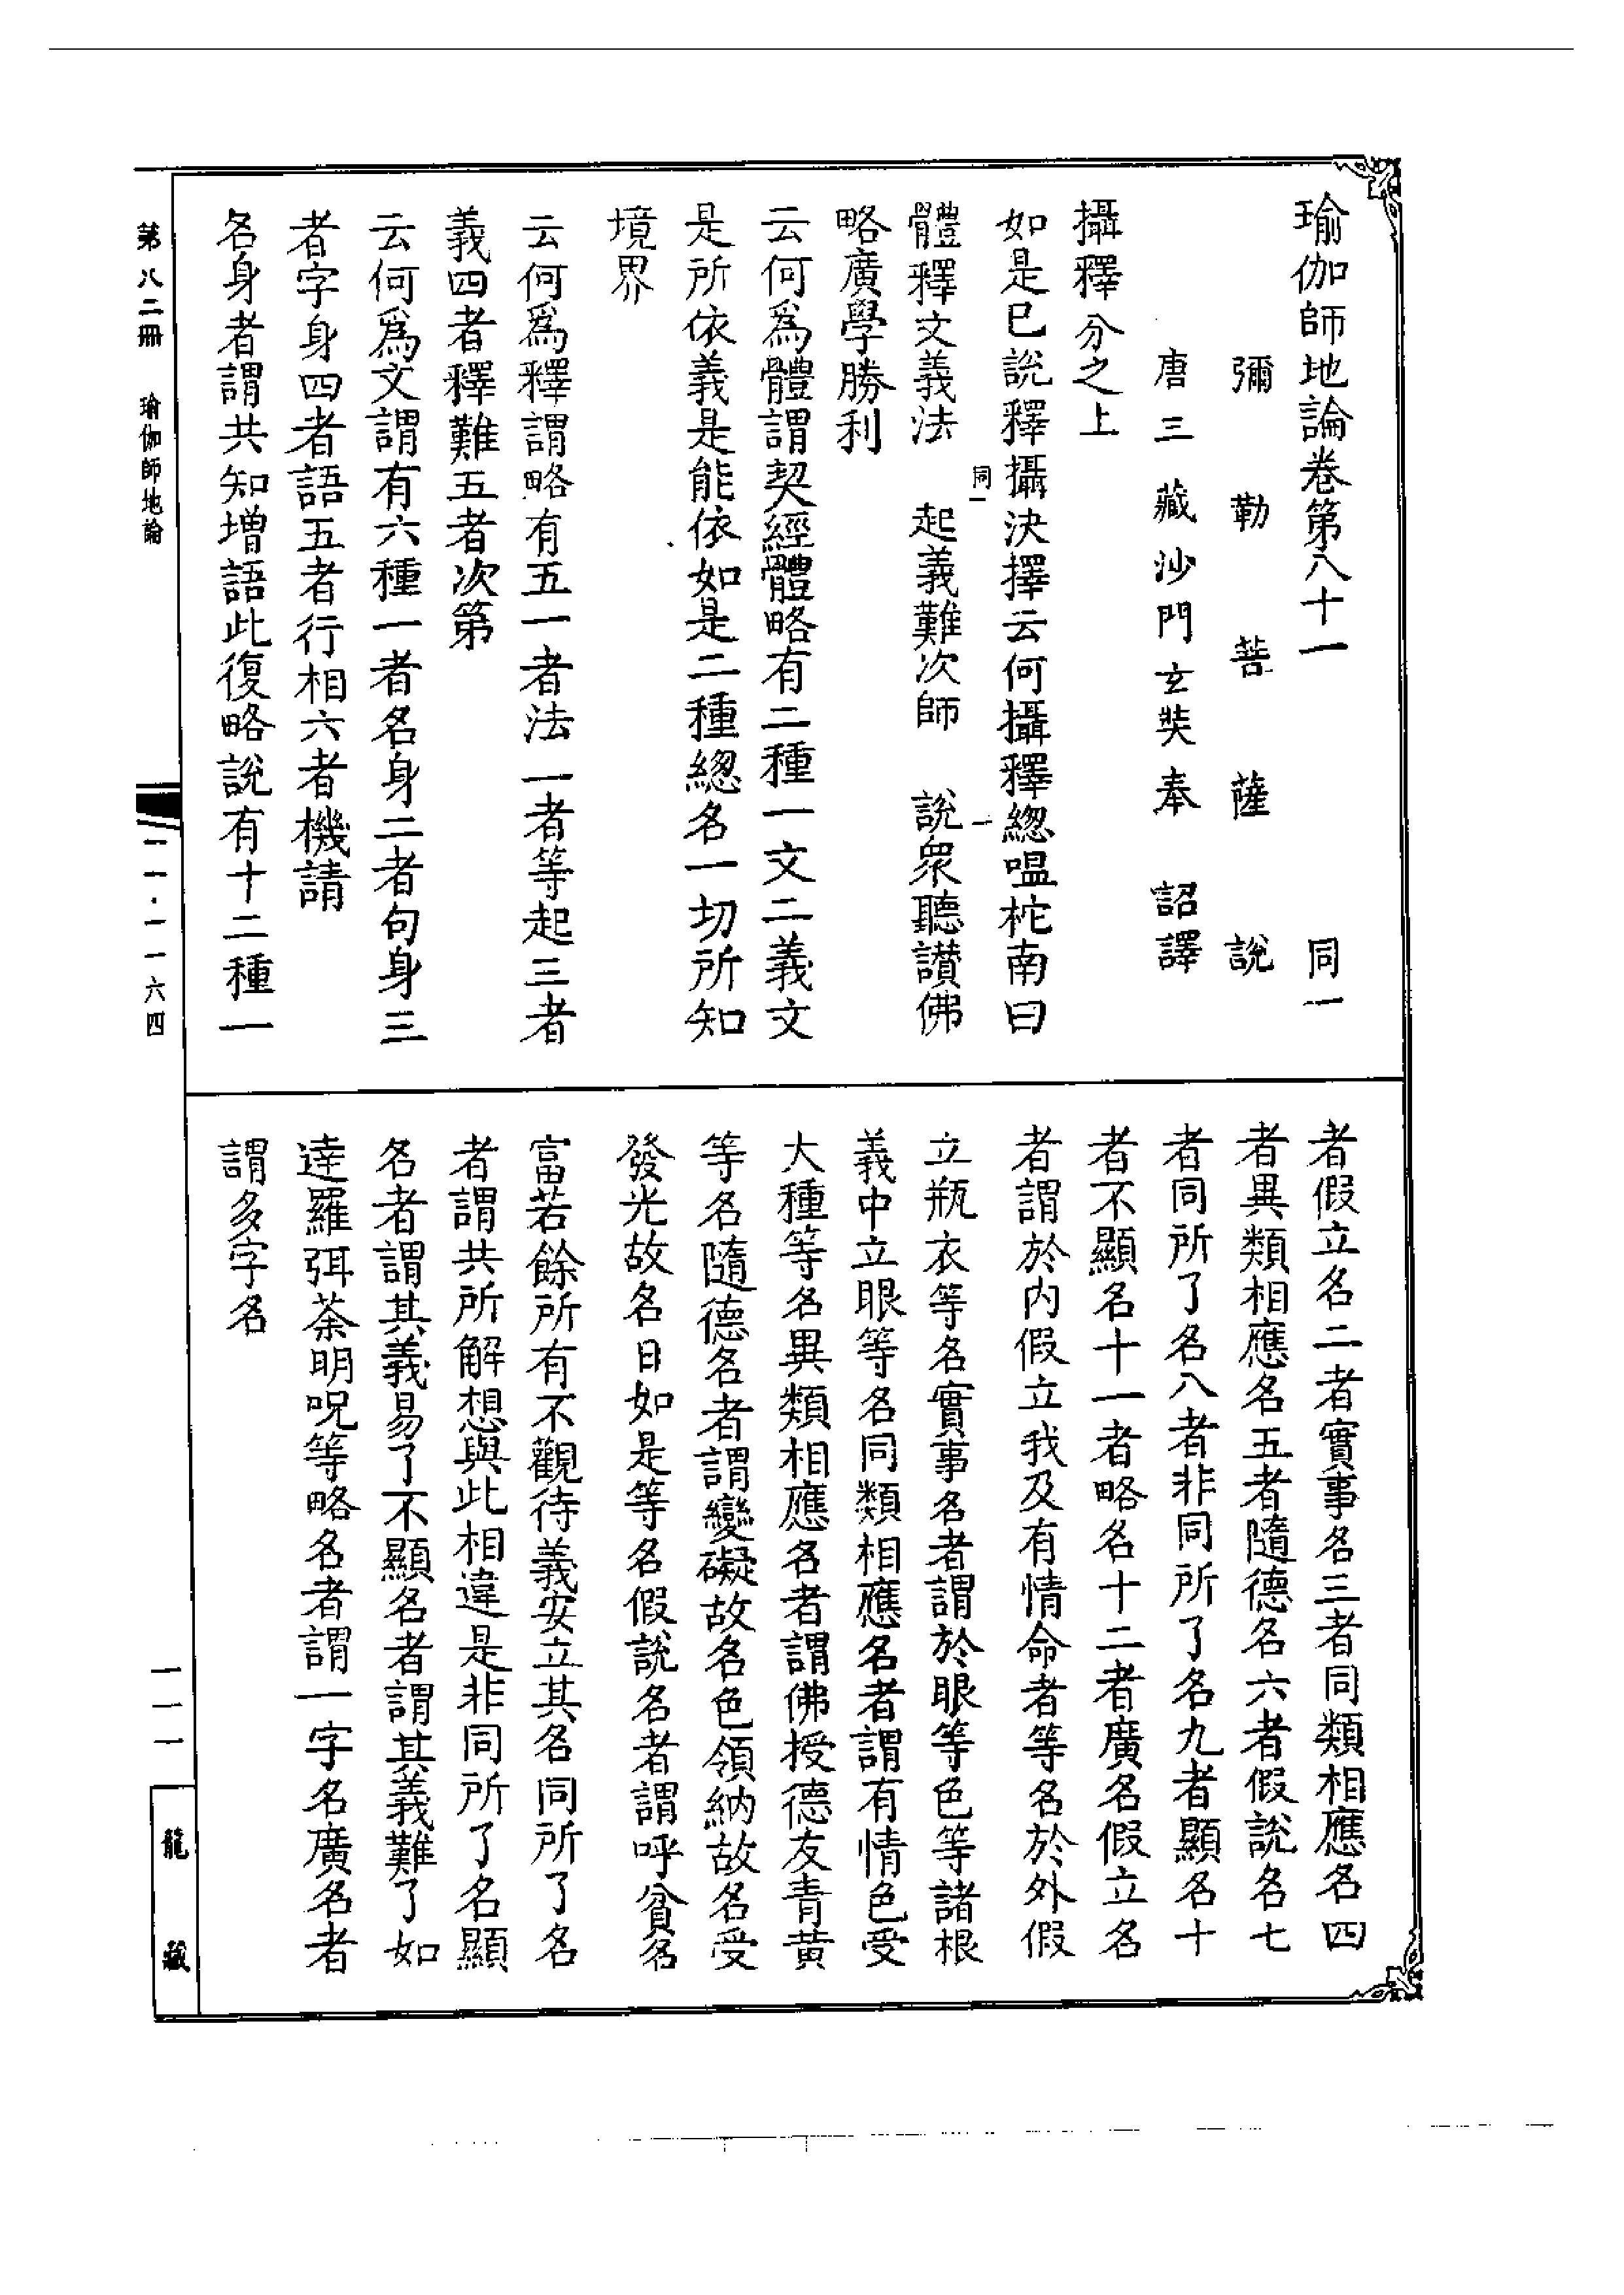 瑜伽師地論卷第八十一　同一
彌勒菩薩說
唐三藏沙門玄奘奉　詔譯
攝釋分之上
如是已說釋攝決擇云何攝釋總嗢柁南曰
體釋文義法　起義難次師　說眾聽讚佛
略廣學勝利
同一
一
云何為體謂契經體略有二種一文二義文
是所依義是能依如是二種總名一切所知
境界
云何爲釋謂略有五一者法二者等起三者
義四者釋難五者次第
云何爲文謂有六種一者名身二者句身三
者字身四者語五者行相六者機請
名身者謂共知增語此復略說有十二種一
者假立名二者實事名三者同類相應名四
者異類相應名五者隨德名六者假說名七
者同所了名八者非同所了名九者顯名十
者不顯名十一者略名十二者廣名假立名
者謂於內假立我及有情命者等名於外假
立瓶衣等名實事名者謂於眼等色等諸根
義中立眼等名同類相應名者謂有情色受
大種等名異類相應名者謂佛授德友青黃
等名隨德名者謂變礙故名色領納故名受
發光故名日如是等名假說名者謂呼貧名
富若餘所有不觀待義安立其名同所了名
者謂共所解想與此相違是非同所了名顯
名者謂其義易了不顯名者謂其義難了如
達羅弭荼明呪等略名者謂一字名廣名者
謂多字名
第八二冊　瑜伽師地論
一一·一一六四
一一一
龍藏